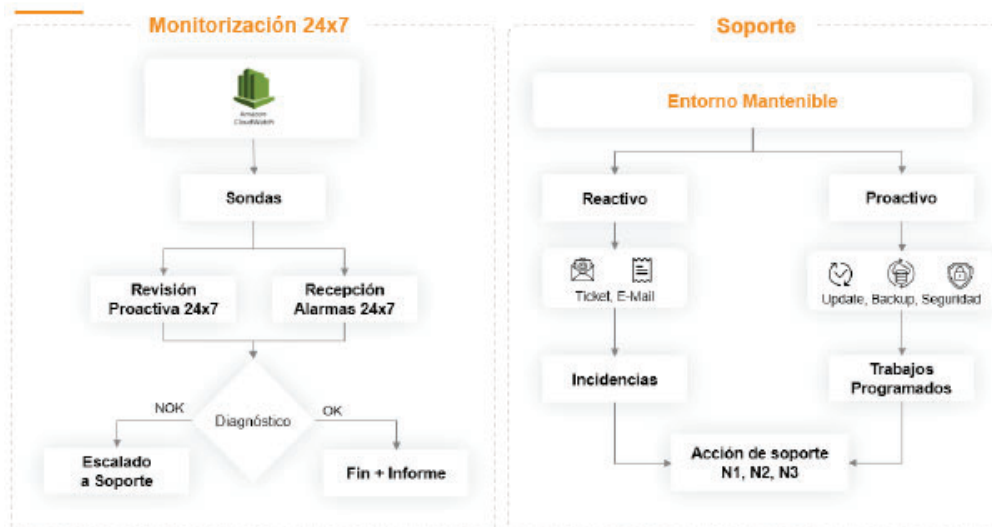 Monitorización 24x7
Amazon
CloudWatch
Sondas
Revisión
Proactiva 24x7
Recepción
Alarmas 24x7
Diagnóstico
NOK
OK
Escalado
a Soporte
Fin + Informe
Soporte
Entorno Mantenible
Reactivo
Proactivo
Ticket, E-Mail
Update, Backup, Seguridad
Incidencias
Trabajos
Programados
Acción de soporte
N1, N2, N3